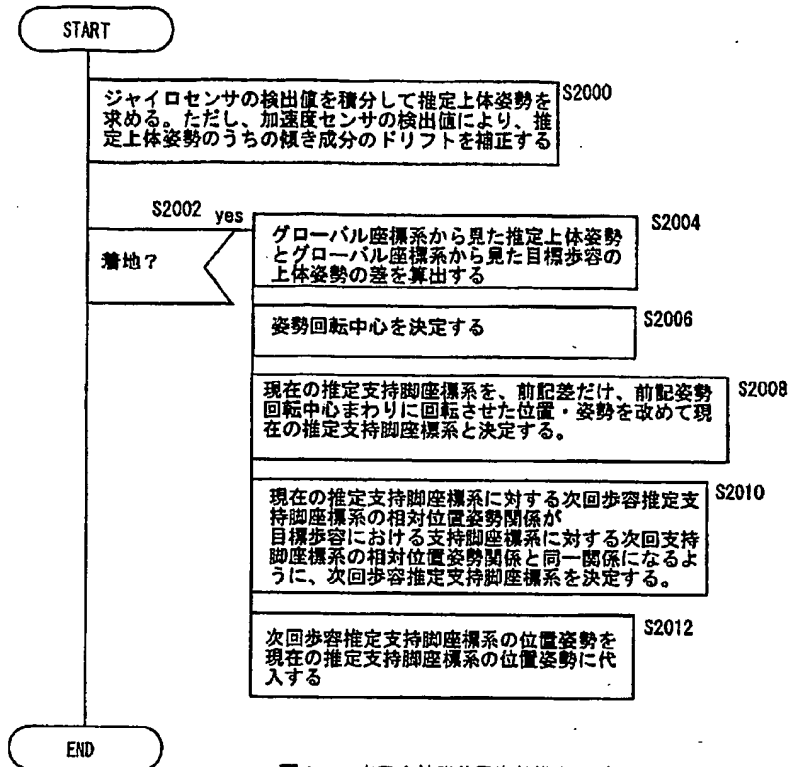 START
ジャイロセンサの検出値を積分して推定上体姿勢を
求める。ただし、加速度センサの検出値により、推
定上体姿勢のうちの傾き成分のドリフトを補正する
S2000
S2002 yes
着地?
グローバル座標系から見た推定上体姿勢
とグローバル座標系から見た目標歩容の
上体姿勢の差を算出する
S2004
姿勢回転中心を決定する
S2006
現在の推定支持脚座標系を、前記差だけ、前記姿勢
回転中心まわりに回転させた位置・姿勢を改めて現
在の推定支持脚座標系と決定する。
S2008
現在の推定支持脚座標系に対する次回歩容推定支
持脚座標系の相対位置姿勢関係が
目標歩容における支持脚座標系に対する次回支持
脚座標系の相対位置姿勢関係と同一関係になるよ
うに、次回歩容推定支持脚座標系を決定する。
S2010
次回歩容推定支持脚座標系の位置姿勢を
現在の推定支持脚座標系の位置姿勢に代
入する
S2012
END